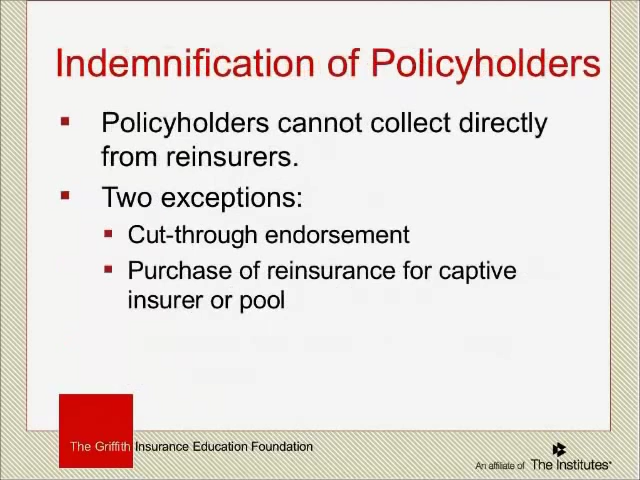 Indemnification of Policyholders
▪ Policyholders cannot collect directly
from reinsurers.
▪ Two exceptions:
▪ Cut-through endorsement
▪ Purchase of reinsurance for captive
insurer or pool
The Griffith Insurance Education Foundation
An affiliate of The Institutes